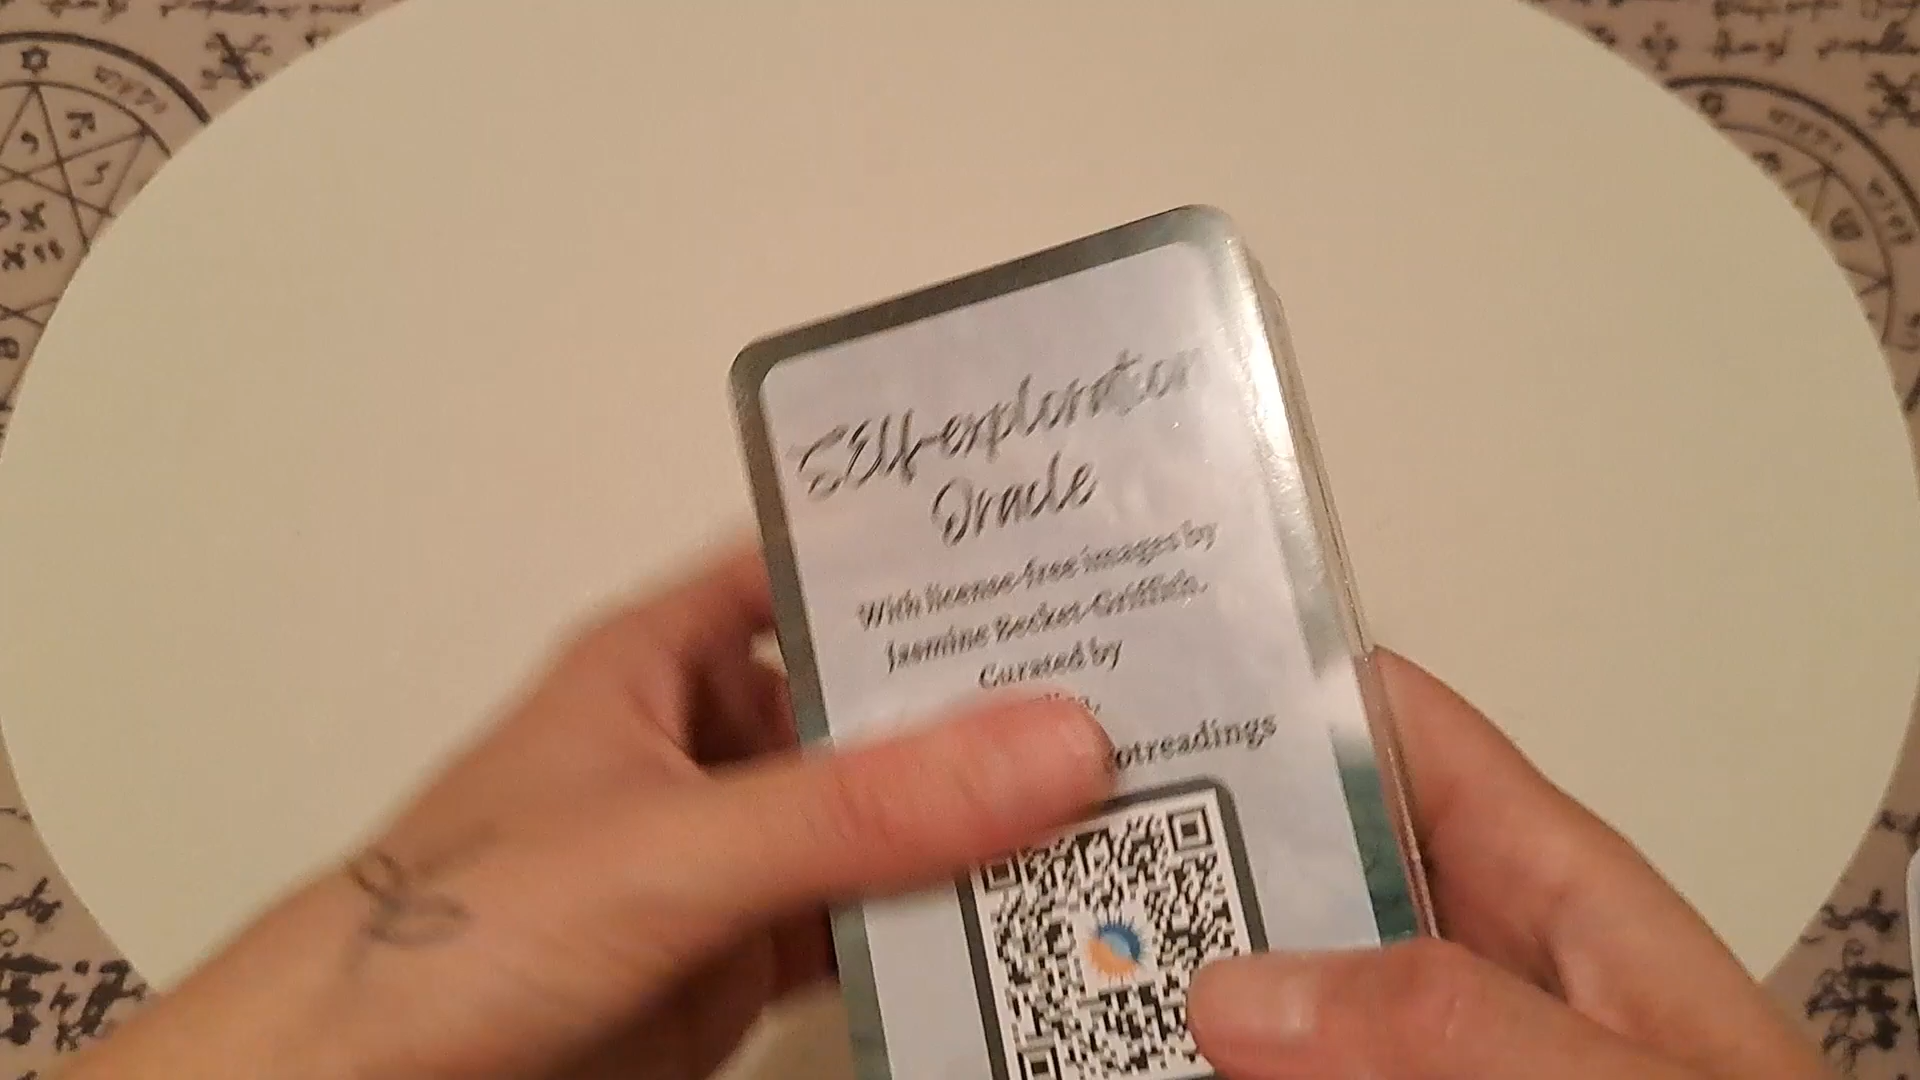 Self-exploration
Oracle
With license-free images by
Jasmine Becket-Griffith.
Curated by
otreadings